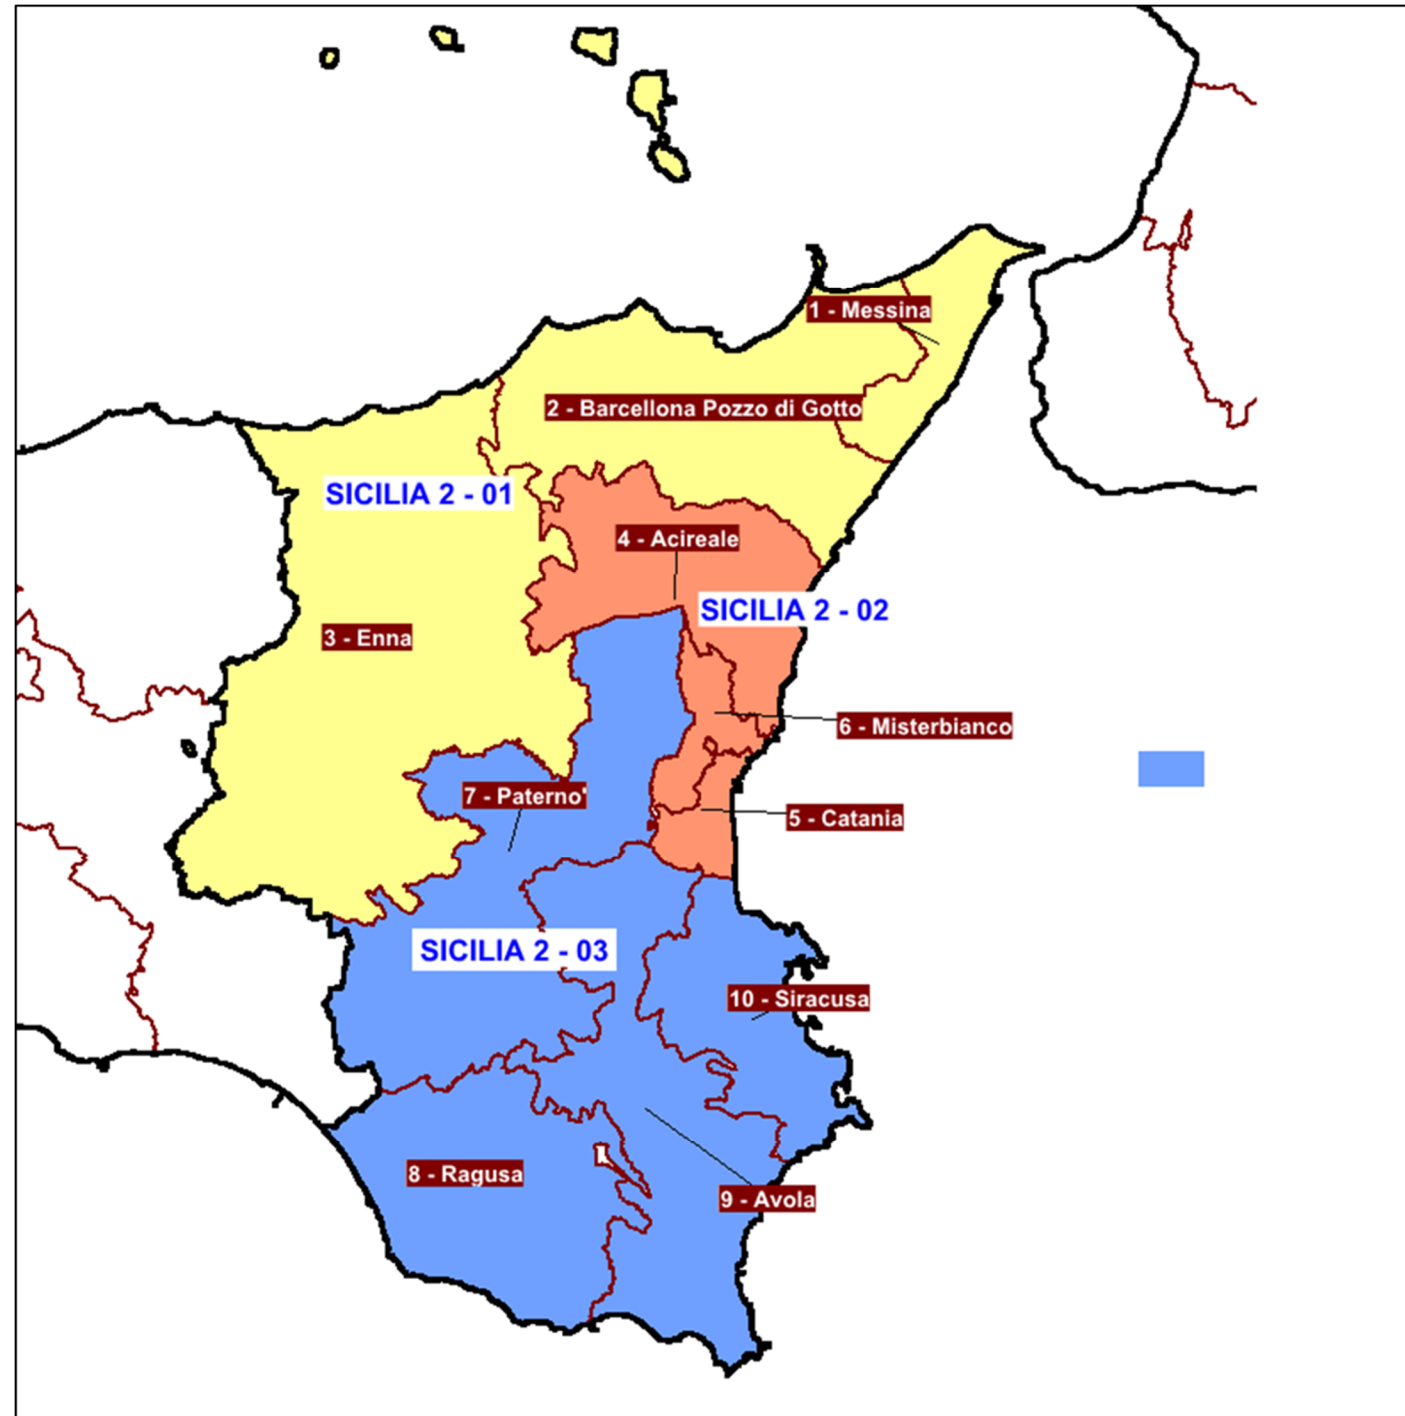 1 - Messina
2 - Barcellona Pozzo di Gotto
SICILIA 2 - 01
4 - Acireale
SICILIA 2 - 02
3 - Enna
6 - Misterbianco
7 - Paterno'
5 - Catania
SICILIA 2 - 03
10 - Siracusa
8 - Ragusa
9 - Avola